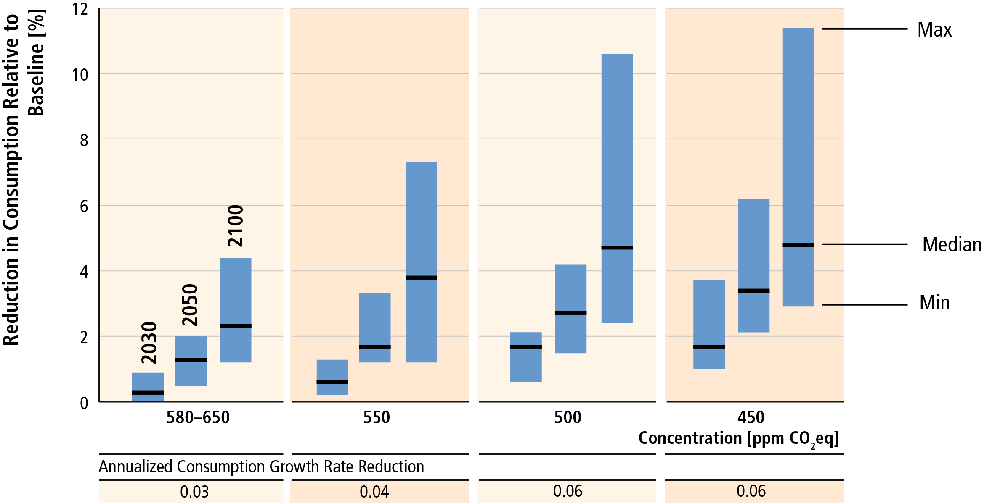 Reduction in Consumption Relative to
Baseline [%]
12
10
8
6
4
2
0
2030
2050
2100
Max
Median
Min
580–650
550
500
450
Concentration [ppm CO₂eq]
Annualized Consumption Growth Rate Reduction
0.03
0.04
0.06
0.06